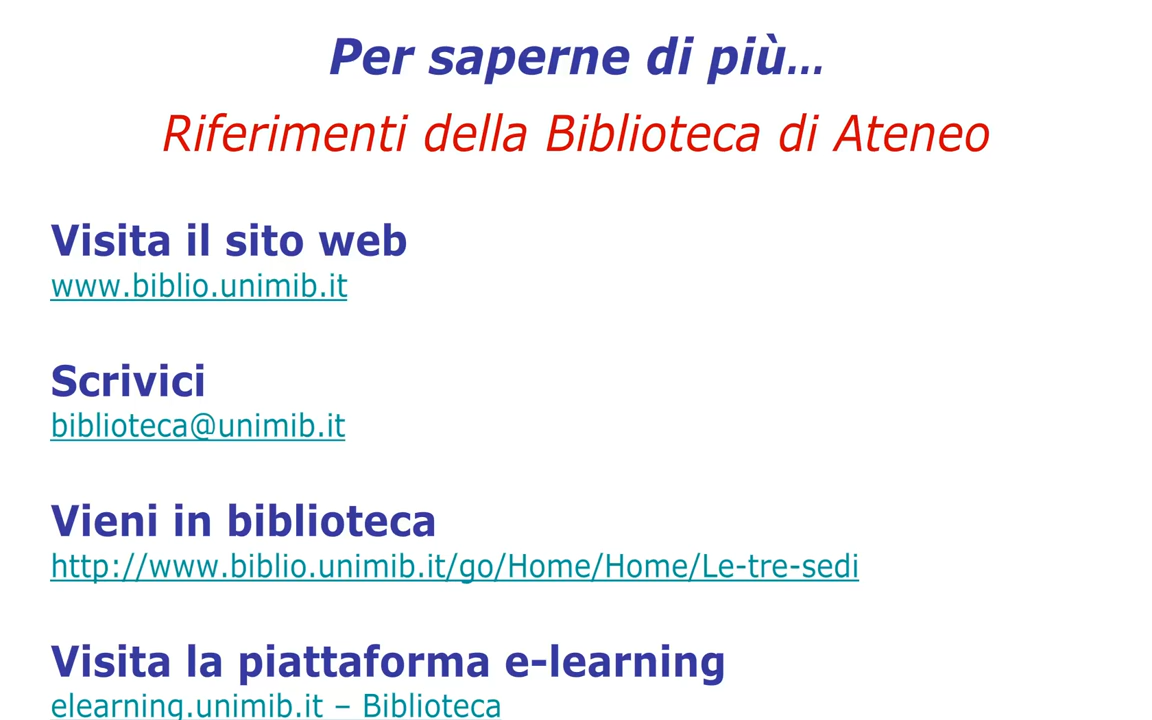 Per saperne di più...
Riferimenti della Biblioteca di Ateneo
Visita il sito web
www.biblio.unimib.it
Scrivici
biblioteca@unimib.it
Vieni in biblioteca
http://www.biblio.unimib.it/go/Home/Home/Le-tre-sedi
Visita la piattaforma e-learning
elearning.unimib.it – Biblioteca